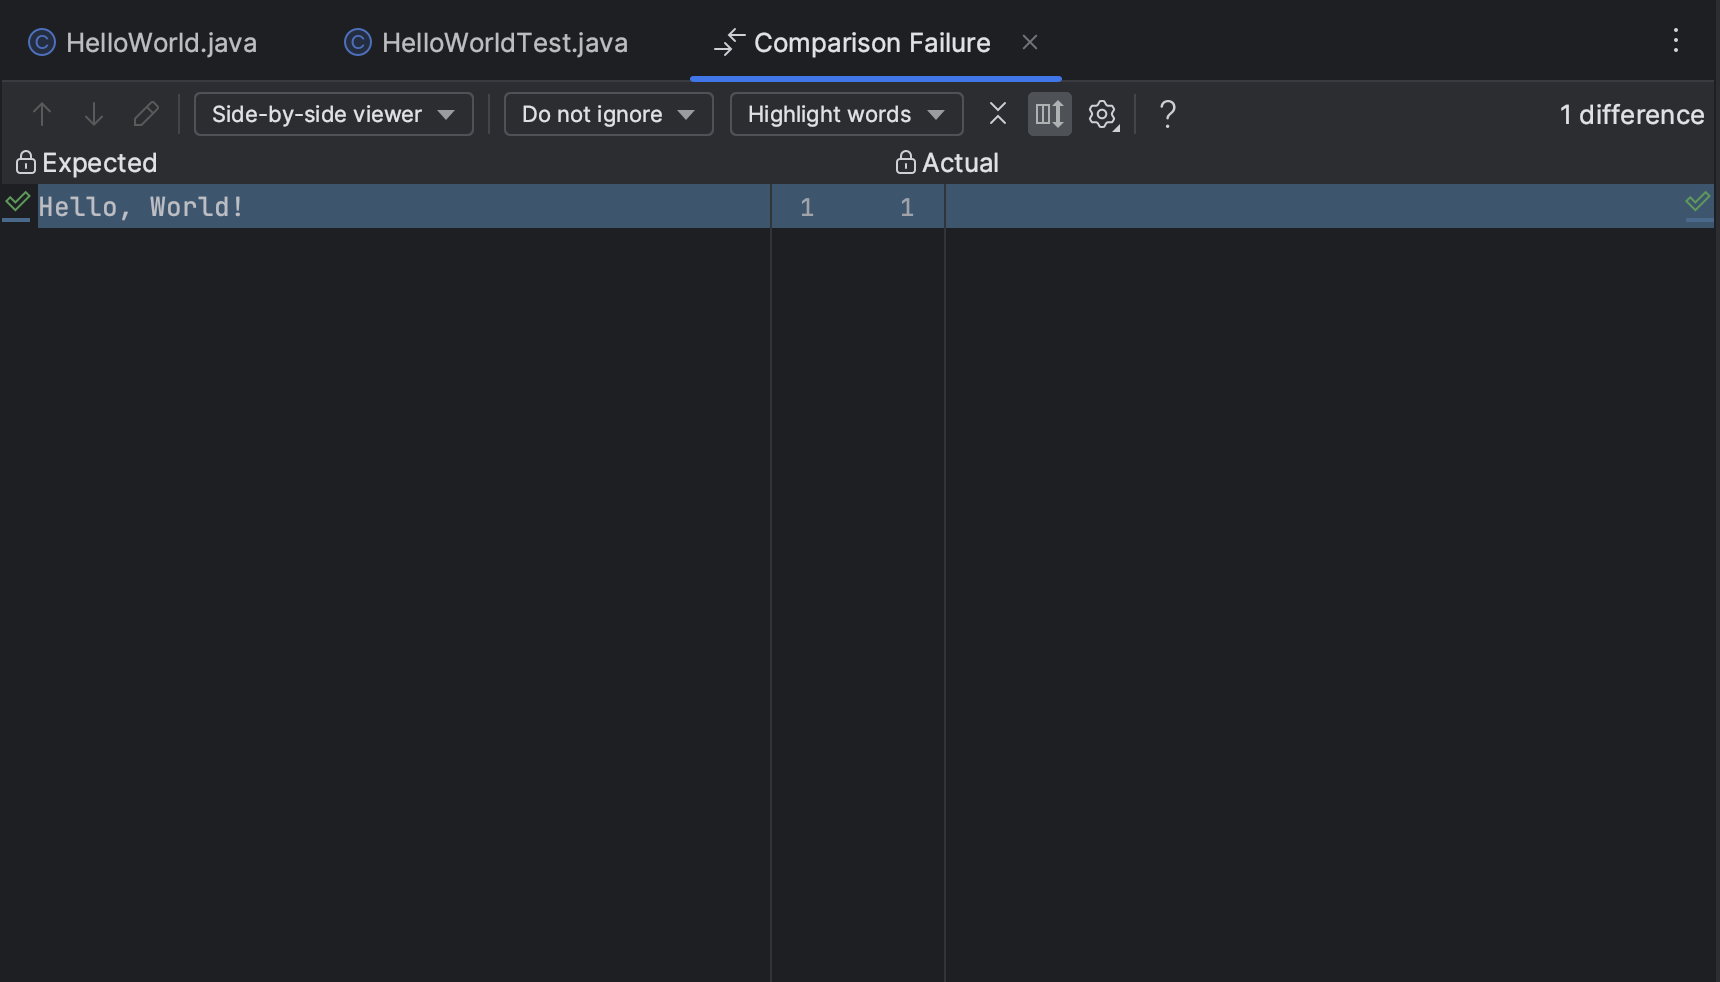 HelloWorld.java HelloWorldTest.java Comparison Failure
Side-by-side viewer Do not ignore Highlight words ? 1 difference
Expected Actual
Hello, World! 1 1